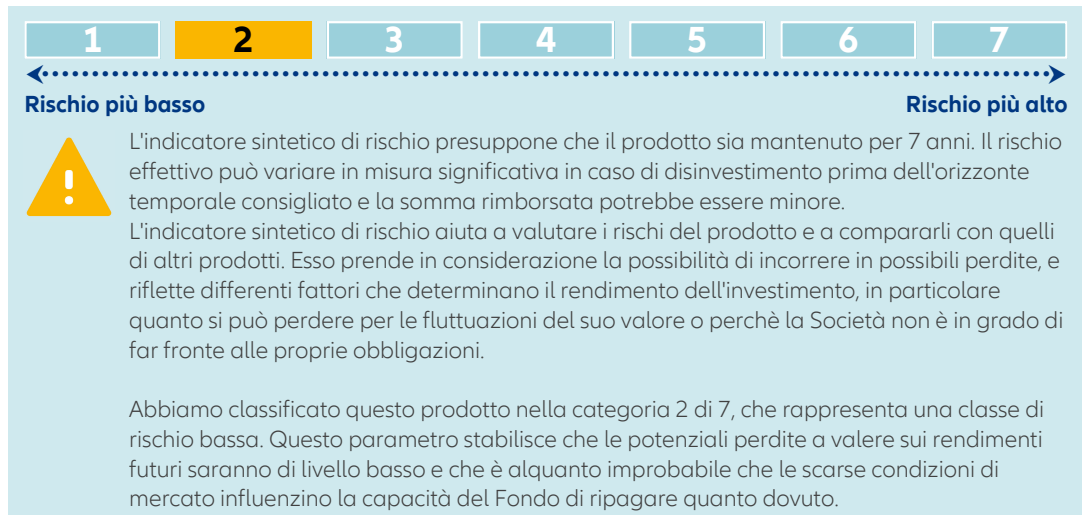 1 2 3 4 5 6 7
Rischio più basso Rischio più alto
L'indicatore sintetico di rischio presuppone che il prodotto sia mantenuto per 7 anni. Il rischio
effettivo può variare in misura significativa in caso di disinvestimento prima dell'orizzonte
temporale consigliato e la somma rimborsata potrebbe essere minore.
L'indicatore sintetico di rischio aiuta a valutare i rischi del prodotto e a compararli con quelli
di altri prodotti. Esso prende in considerazione la possibilità di incorrere in possibili perdite, e
riflette differenti fattori che determinano il rendimento dell'investimento, in particolare
quanto si può perdere per le fluttuazioni del suo valore o perchè la Società non è in grado di
far fronte alle proprie obbligazioni.
Abbiamo classificato questo prodotto nella categoria 2 di 7, che rappresenta una classe di
rischio bassa. Questo parametro stabilisce che le potenziali perdite a valere sui rendimenti
futuri saranno di livello basso e che è alquanto improbabile che le scarse condizioni di
mercato influenzino la capacità del Fondo di ripagare quanto dovuto.